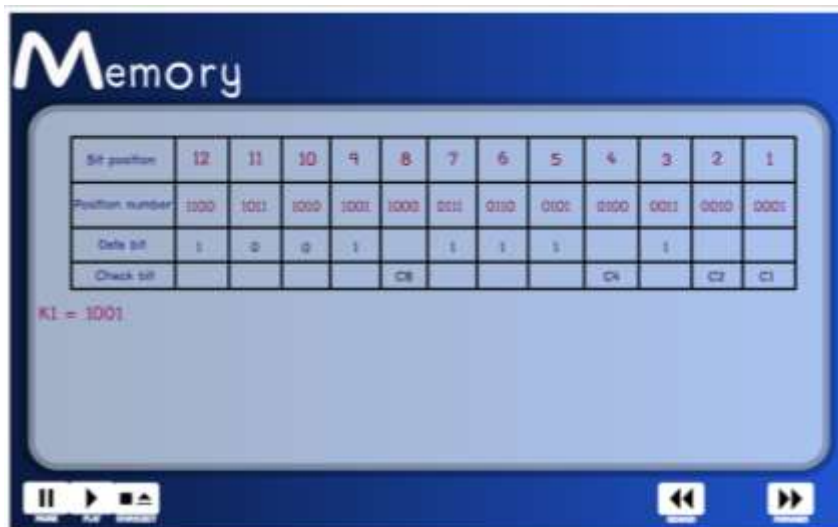 Memory
Bit position 12 11 10 9 8 7 6 5 4 3 2 1
Position number 1100 1011 1010 1001 1000 0111 0110 0101 0100 0011 0010 0001
Data bit 1 0 0 1 1 1 1 1
Check bit C8 C4 C2 C1
K1 = 1001
PLAY